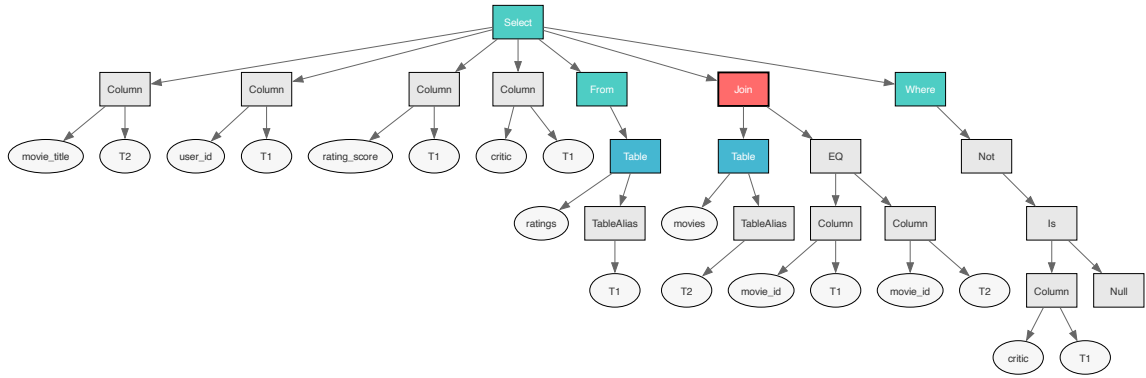 Select
Column Column Column Column From Join Where
movie_title T2 user_id T1 rating_score T1 critic T1 Table Table EQ Not
ratings TableAlias movies TableAlias Column Column Is
T1 T2 movie_id T1 movie_id T2 Column Null
critic T1